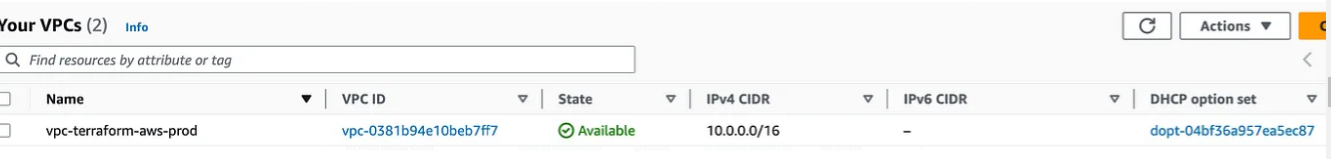 Your VPCs (2) Info
Actions
Find resources by attribute or tag
Name VPC ID State IPv4 CIDR IPv6 CIDR DHCP option set
vpc-terraform-aws-prod vpc-0381b94e10beb7ff7 Available 10.0.0.0/16 – dopt-04bf36a957ea5ec87